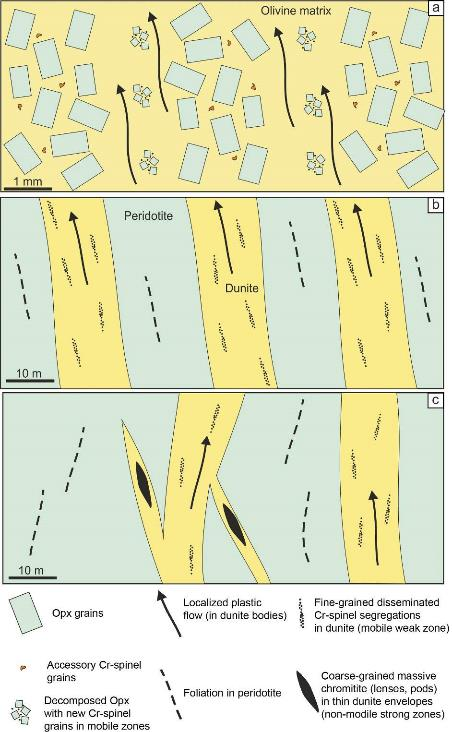 a
Olivine matrix
1 mm
b
Peridotite
Dunite
10 m
c
10 m
Opx grains
Localized plastic
flow (in dunite bodies)
Fine-grained disseminated
Cr-spinel segregations
in dunite (mobile weak zone)
Accessory Cr-spinel
grains
Foliation in peridotite
Coarse-grained massive
chromitite (lenses, pods)
in thin dunite envelopes
(non-modile strong zones)
Decomposed Opx
with new Cr-spinel
grains in mobile zones